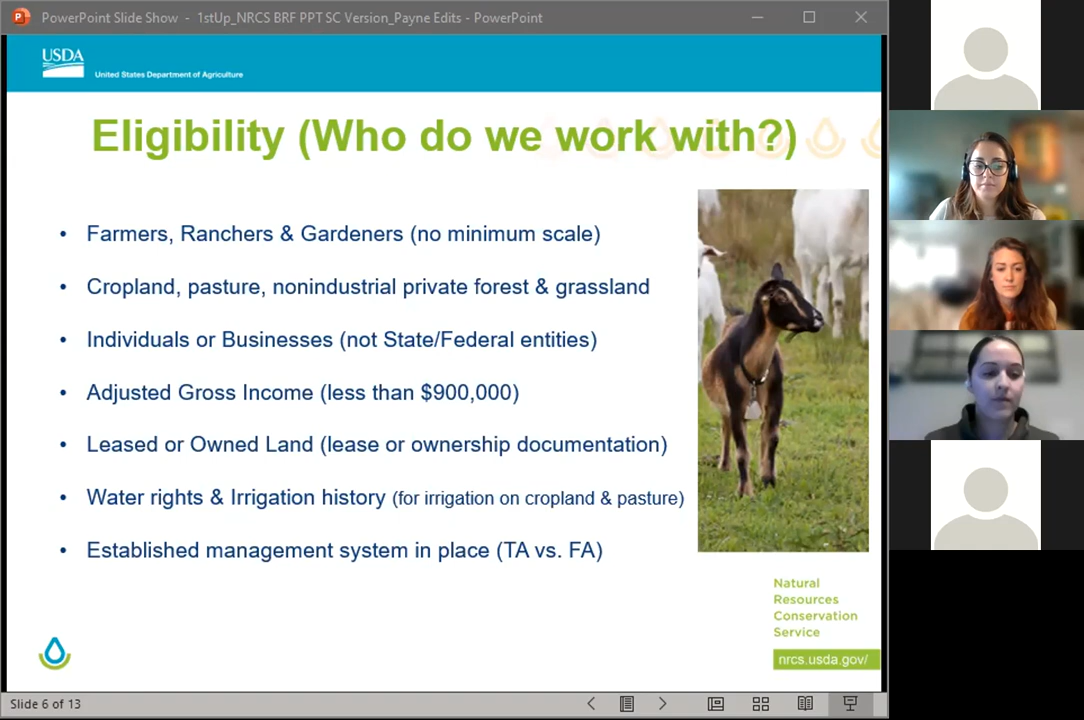 PowerPoint Slide Show - 1stUp_NRCS BRF PPT SC Version_Payne Edits - PowerPoint
USDA
United States Department of Agriculture
Eligibility (Who do we work with?)
• Farmers, Ranchers & Gardeners (no minimum scale)
• Cropland, pasture, nonindustrial private forest & grassland
• Individuals or Businesses (not State/Federal entities)
• Adjusted Gross Income (less than $900,000)
• Leased or Owned Land (lease or ownership documentation)
• Water rights & Irrigation history (for irrigation on cropland & pasture)
• Established management system in place (TA vs. FA)
Natural
Resources
Conservation
Service
nrcs.usda.gov/
Slide 6 of 13